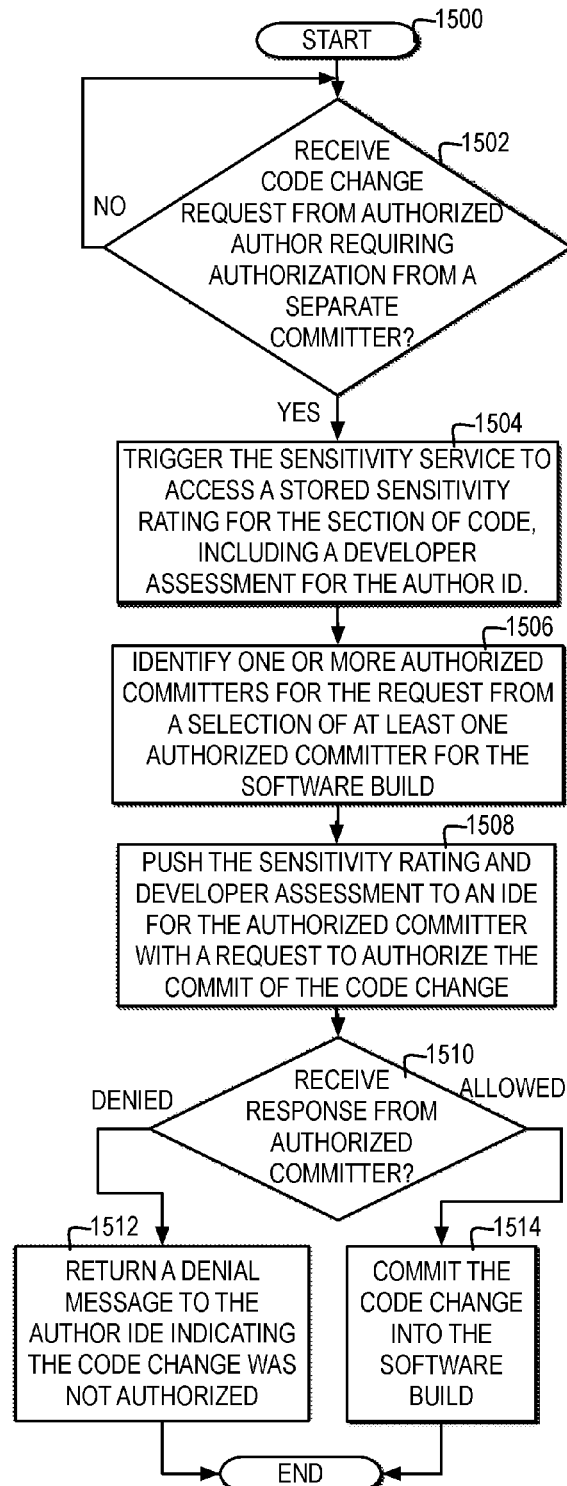 START
1500
RECEIVE
CODE CHANGE
REQUEST FROM AUTHORIZED
AUTHOR REQUIRING
AUTHORIZATION FROM A
SEPARATE
COMMITTER?
1502
NO
YES
1504
TRIGGER THE SENSITIVITY SERVICE TO
ACCESS A STORED SENSITIVITY
RATING FOR THE SECTION OF CODE,
INCLUDING A DEVELOPER
ASSESSMENT FOR THE AUTHOR ID.
1506
IDENTIFY ONE OR MORE AUTHORIZED
COMMITTERS FOR THE REQUEST FROM
A SELECTION OF AT LEAST ONE
AUTHORIZED COMMITTER FOR THE
SOFTWARE BUILD
1508
PUSH THE SENSITIVITY RATING AND
DEVELOPER ASSESSMENT TO AN IDE
FOR THE AUTHORIZED COMMITTER
WITH A REQUEST TO AUTHORIZE THE
COMMIT OF THE CODE CHANGE
1510
RECEIVE
RESPONSE FROM
AUTHORIZED
COMMITTER?
DENIED
ALLOWED
1512
RETURN A DENIAL
MESSAGE TO THE
AUTHOR IDE INDICATING
THE CODE CHANGE WAS
NOT AUTHORIZED
1514
COMMIT THE
CODE CHANGE
INTO THE
SOFTWARE
BUILD
END